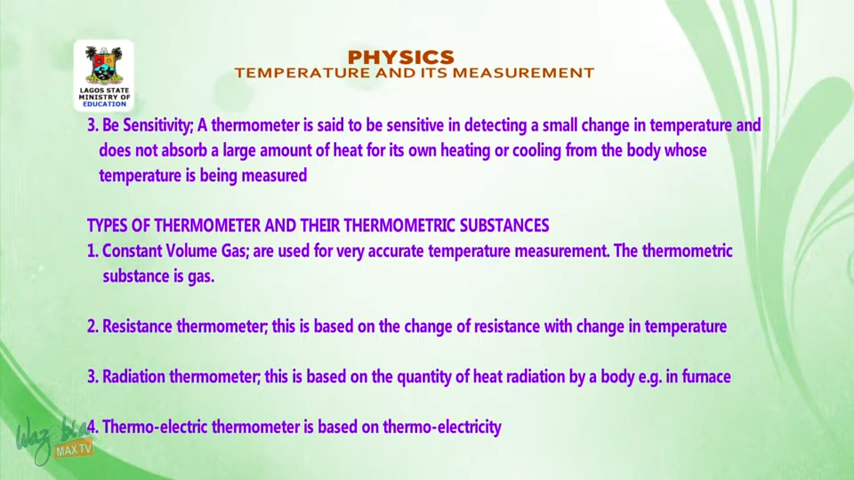 PHYSICS
TEMPERATURE AND ITS MEASUREMENT
LAGOS STATE
MINISTRY OF
EDUCATION
3. Be Sensitivity; A thermometer is said to be sensitive in detecting a small change in temperature and
does not absorb a large amount of heat for its own heating or cooling from the body whose
temperature is being measured
TYPES OF THERMOMETER AND THEIR THERMOMETRIC SUBSTANCES
1. Constant Volume Gas; are used for very accurate temperature measurement. The thermometric
substance is gas.
2. Resistance thermometer; this is based on the change of resistance with change in temperature
3. Radiation thermometer; this is based on the quantity of heat radiation by a body e.g. in furnace
4. Thermo-electric thermometer is based on thermo-electricity
MAX TV